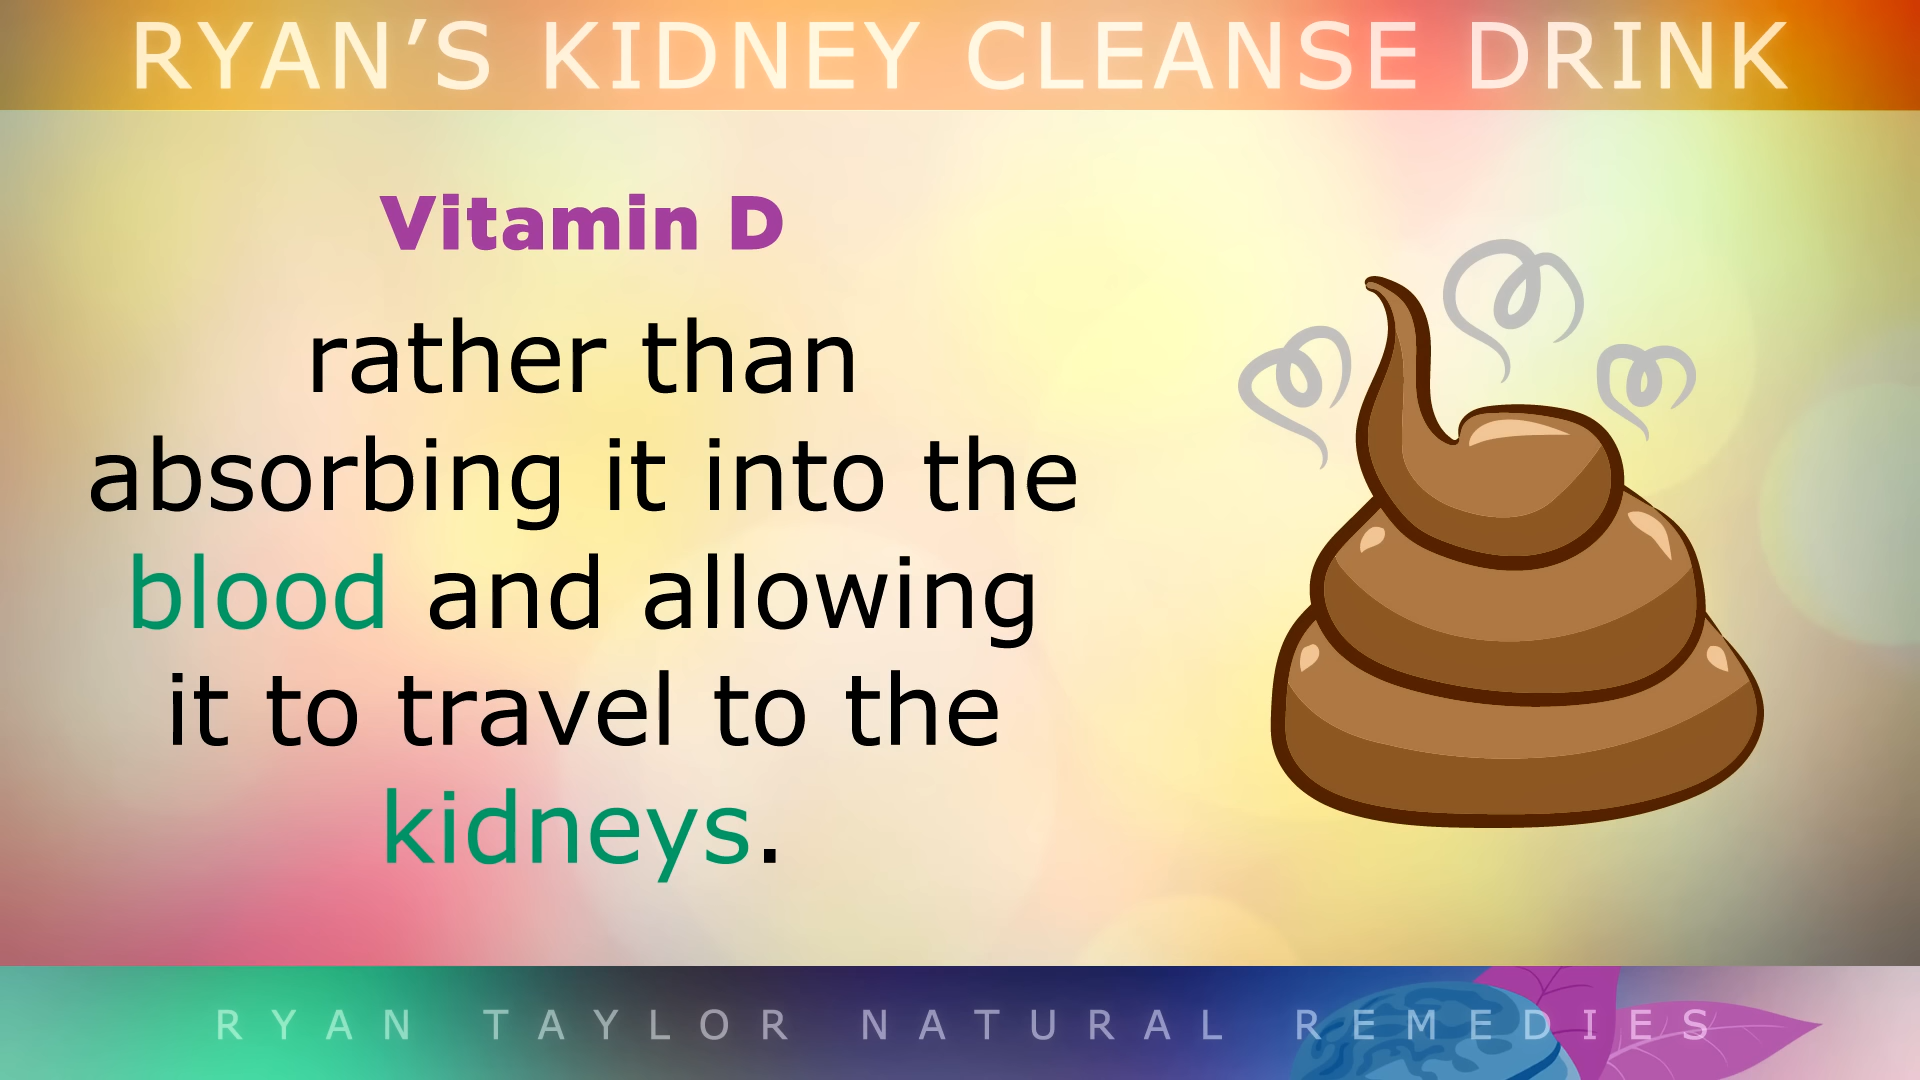 RYAN’S KIDNEY CLEANSE DRINK
Vitamin D
rather than
absorbing it into the
blood and allowing
it to travel to the
kidneys.
RYAN TAYLOR NATURAL REMEDIES